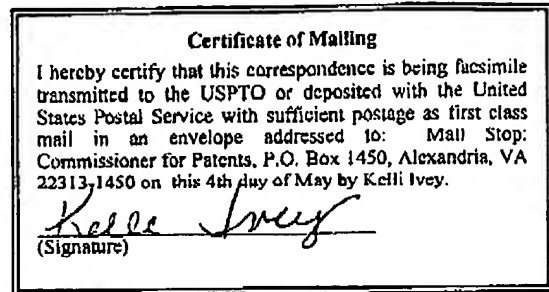 Certificate of Mailing
I hereby certify that this correspondence is being facsimile
transmitted to the USPTO or deposited with the United
States Postal Service with sufficient postage as first class
mail in an envelope addressed to: Mail Stop:
Commissioner for Patents, P.O. Box 1450, Alexandria, VA
22313-1450 on this 4th day of May by Kelli Ivey.
Kelli Ivey
(Signature)